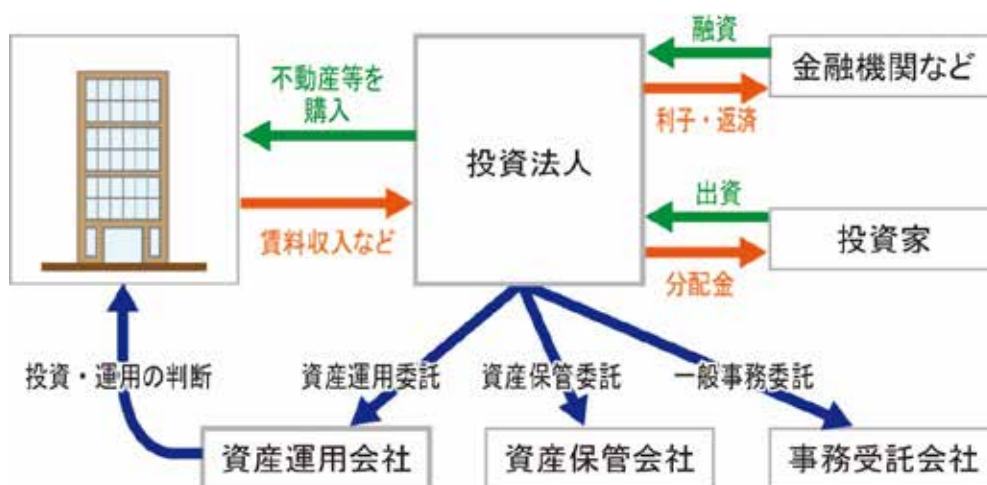 融資
金融機関など
不動産等を
購入
利子・返済
投資法人
出資
投資家
賃料収入など
分配金
投資・運用の判断
資産運用委託
資産保管委託
一般事務委託
資産運用会社
資産保管会社
事務受託会社